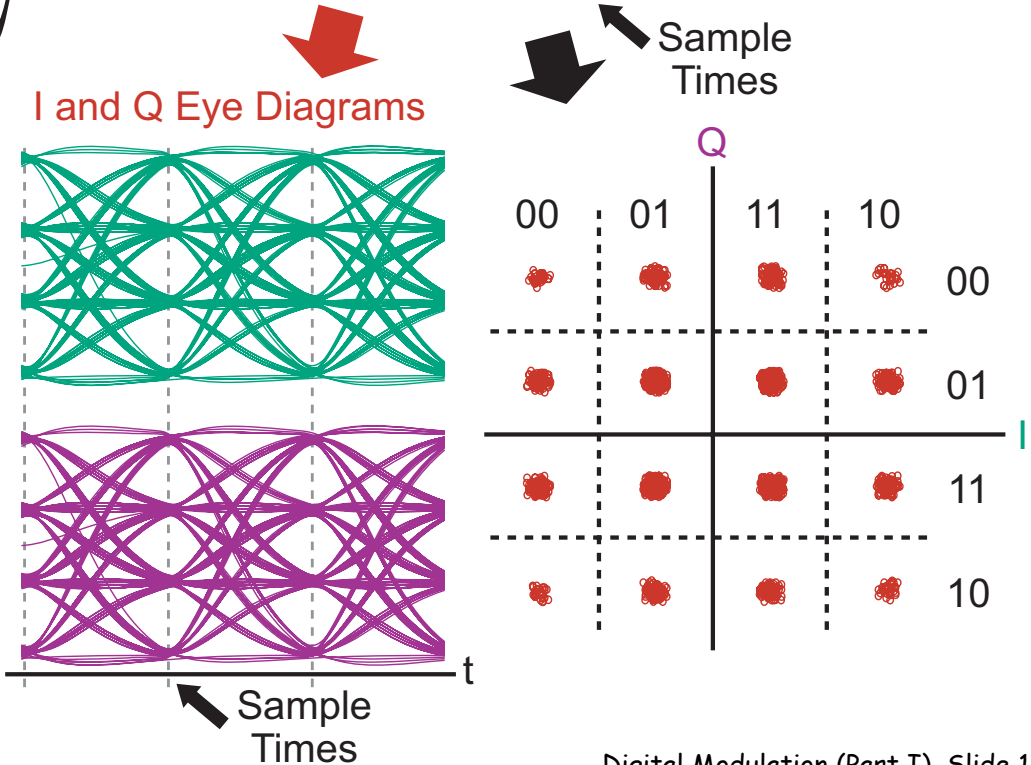 Sample
Times
I and Q Eye Diagrams
Q
00 01 11 10
00
01
I
11
10
t
Sample
Times
Digital Modulation (Part I), Slide 1